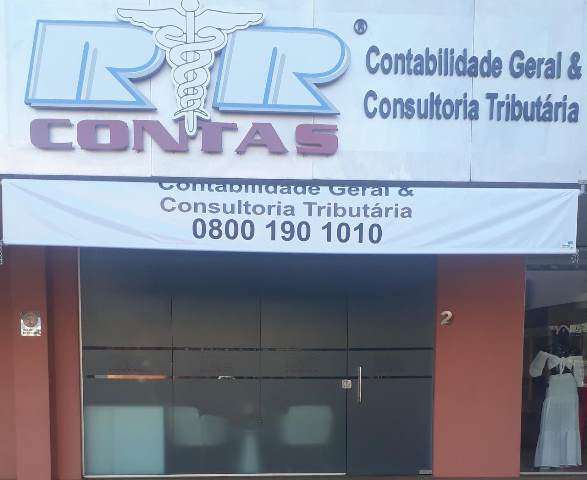 RR
CONTAS
®
Contabilidade Geral &
Consultoria Tributária
Contabilidade Geral &
Consultoria Tributária
0800 190 1010
2